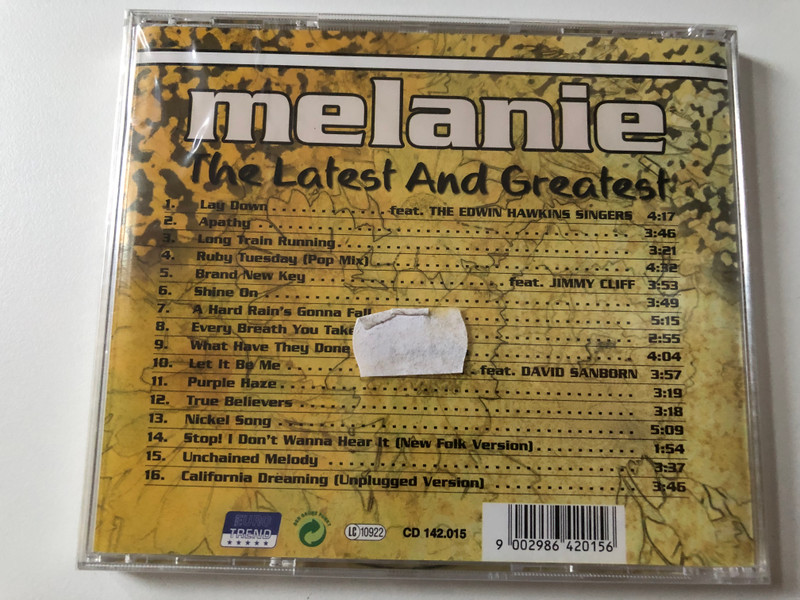 melanie
The Latest And Greatest
1. Lay Down . . . . . . . . . . . . feat. THE EDWIN HAWKINS SINGERS 4:17
2. Apathy . . . . . . . . . . . . 3:46
3. Long Train Running . . . . . . . . . . . . 3:21
4. Ruby Tuesday (Pop Mix) . . . . . . . . . . . . 4:32
5. Brand New Key . . . . . . . . . . . . feat. JIMMY CLIFF 3:53
6. Shine On . . . . . . . . . . . . 3:49
7. A Hard Rain's Gonna Fall . . . . . . . . . . . . 5:15
8. Every Breath You Take . . . . . . . . . . . . 2:55
9. What Have They Done . . . . . . . . . . . . 4:04
10. Let It Be Me . . . . . . . . . . . . feat. DAVID SANBORN 3:57
11. Purple Haze . . . . . . . . . . . . 3:19
12. True Believers . . . . . . . . . . . . 3:18
13. Nickel Song . . . . . . . . . . . . 5:09
14. Stop! I Don't Wanna Hear It (New Folk Version) . . . . . . . . . . . . 1:54
15. Unchained Melody . . . . . . . . . . . . 3:37
16. California Dreaming (Unplugged Version) . . . . . . . . . . . . 3:46
EURO
TREND
DER GRÜNE PUNKT
LC 10922
CD 142.015
9 002986 420156